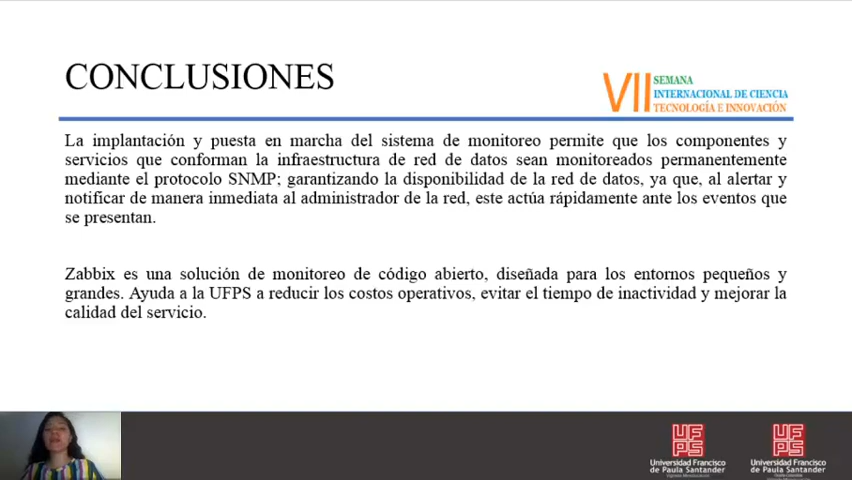 CONCLUSIONES
VII SEMANA
INTERNACIONAL DE CIENCIA
TECNOLOGÍA E INNOVACIÓN
La implantación y puesta en marcha del sistema de monitoreo permite que los componentes y
servicios que conforman la infraestructura de red de datos sean monitoreados permanentemente
mediante el protocolo SNMP; garantizando la disponibilidad de la red de datos, ya que, al alertar y
notificar de manera inmediata al administrador de la red, este actúa rápidamente ante los eventos que
se presentan.
Zabbix es una solución de monitoreo de código abierto, diseñada para los entornos pequeños y
grandes. Ayuda a la UFPS a reducir los costos operativos, evitar el tiempo de inactividad y mejorar la
calidad del servicio.
UFPS
Universidad Francisco
de Paula Santander
UFPS
Universidad Francisco
de Paula Santander